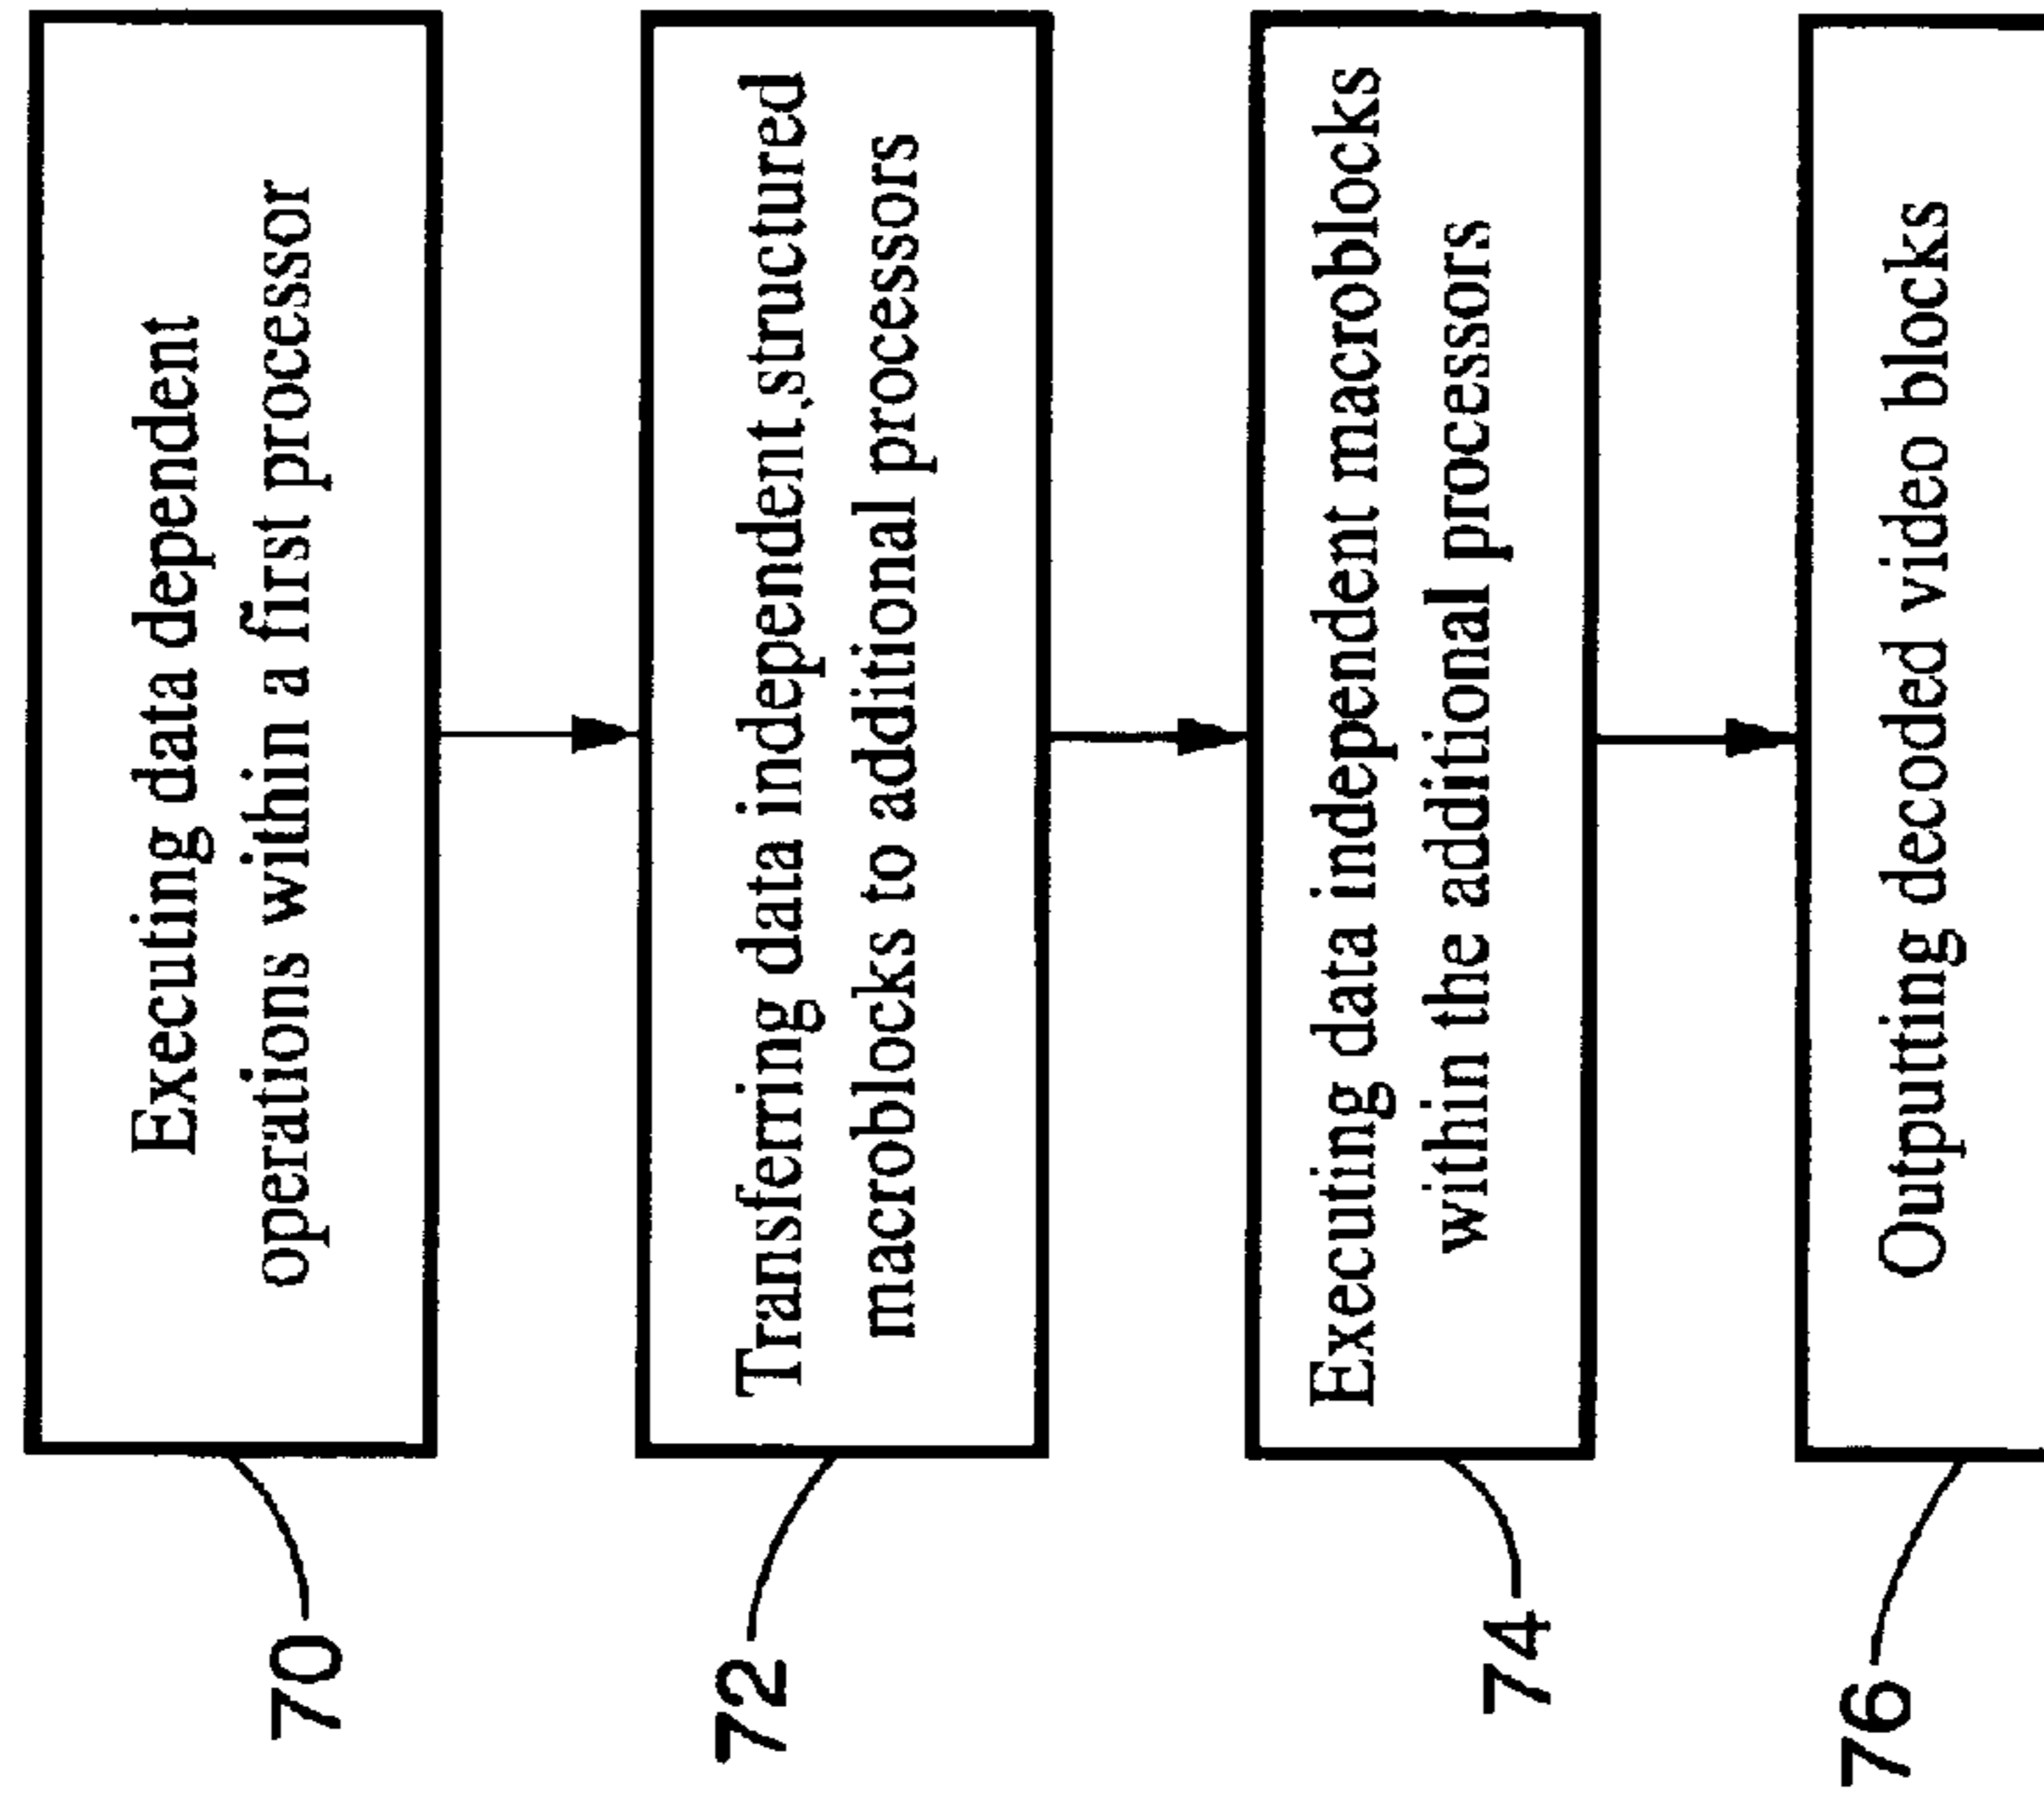 70
Executing data dependent
operations within a first processor
72
Transferring data independent structured
macroblocks to additional processors
74
Executing data independent macroblocks
within the additional processors
76
Outputing decoded video blocks